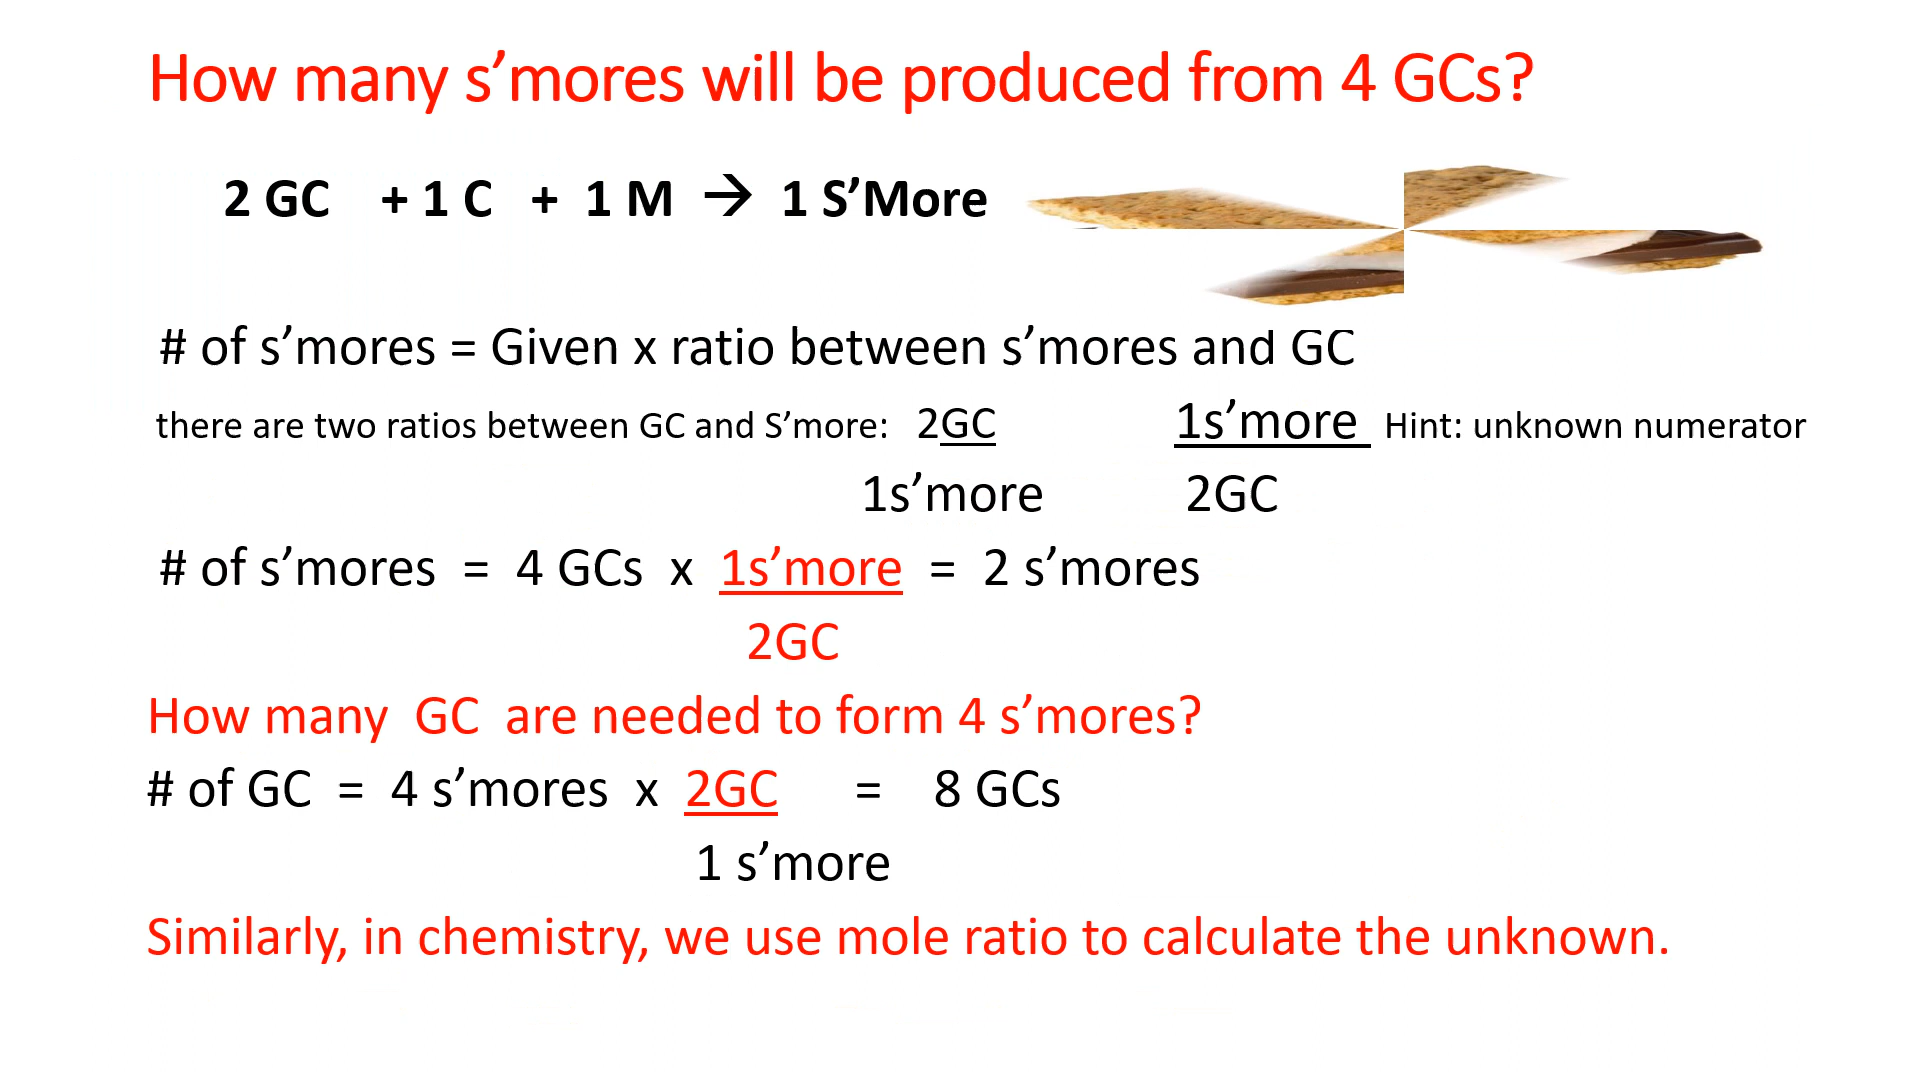 How many s’mores will be produced from 4 GCs?
2 GC + 1 C + 1 M → 1 S’More
# of s’mores = Given x ratio between s’mores and GC
there are two ratios between GC and S’more: 2GC 1s’more Hint: unknown numerator
1s’more 2GC
# of s’mores = 4 GCs x 1s’more = 2 s’mores
2GC
How many GC are needed to form 4 s’mores?
# of GC = 4 s’mores x 2GC = 8 GCs
1 s’more
Similarly, in chemistry, we use mole ratio to calculate the unknown.